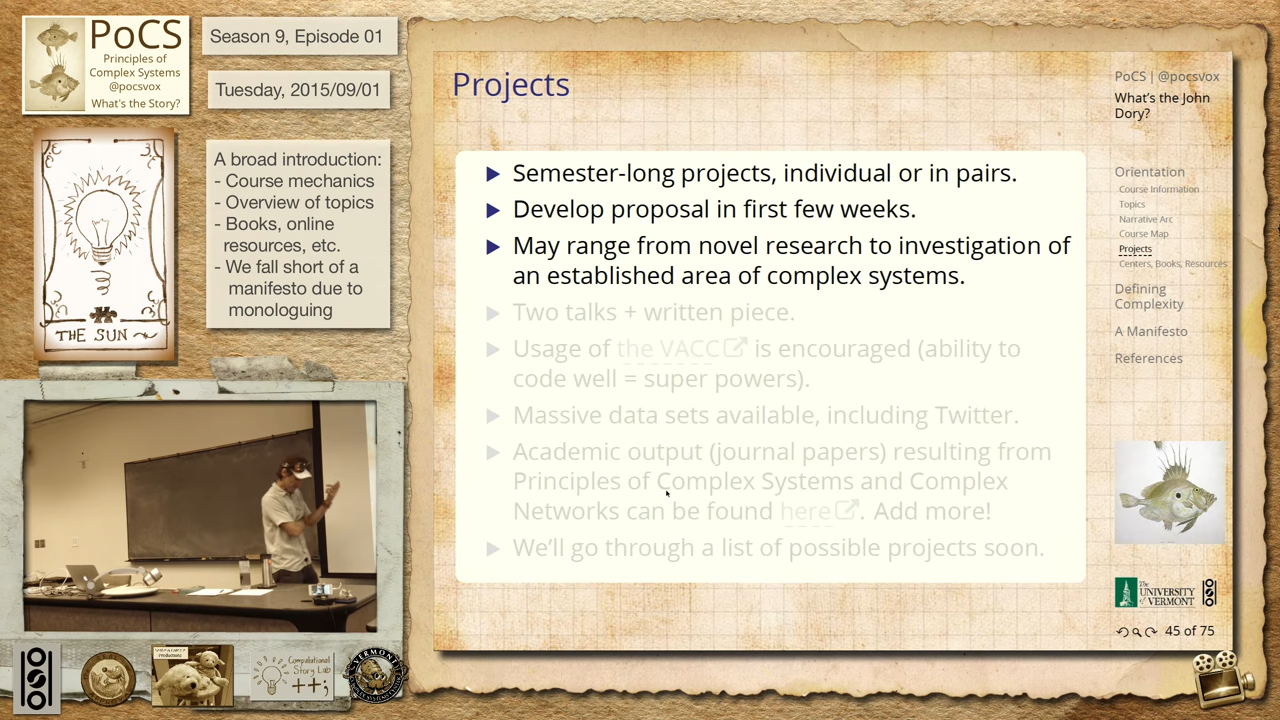 PoCS
Principles of
Complex Systems
@pocsvox
What's the Story?
Season 9, Episode 01
Tuesday, 2015/09/01
A broad introduction:
- Course mechanics
- Overview of topics
- Books, online
resources, etc.
- We fall short of a
manifesto due to
monologuing
THE SUN
Projects
Semester-long projects, individual or in pairs.
Develop proposal in first few weeks.
May range from novel research to investigation of
an established area of complex systems.
Two talks + written piece.
Usage of the VACC is encouraged (ability to
code well = super powers).
Massive data sets available, including Twitter.
Academic output (journal papers) resulting from
Principles of Complex Systems and Complex
Networks can be found here. Add more!
We'll go through a list of possible projects soon.
PoCS | @pocsvox
What's the John
Dory?
Orientation
Course Information
Topics
Narrative Arc
Course Map
Projects
Centers, Books, Resources
Defining
Complexity
A Manifesto
References
The
UNIVERSITY
of VERMONT
45 of 75
Computational
Story Lab
++;
VERMONT